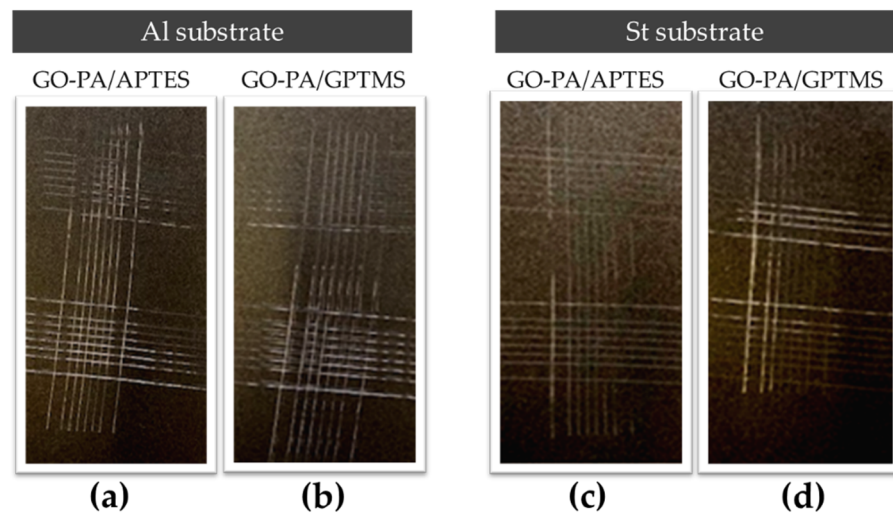 Al substrate
St substrate
GO-PA/APTES
GO-PA/GPTMS
GO-PA/APTES
GO-PA/GPTMS
(a)
(b)
(c)
(d)